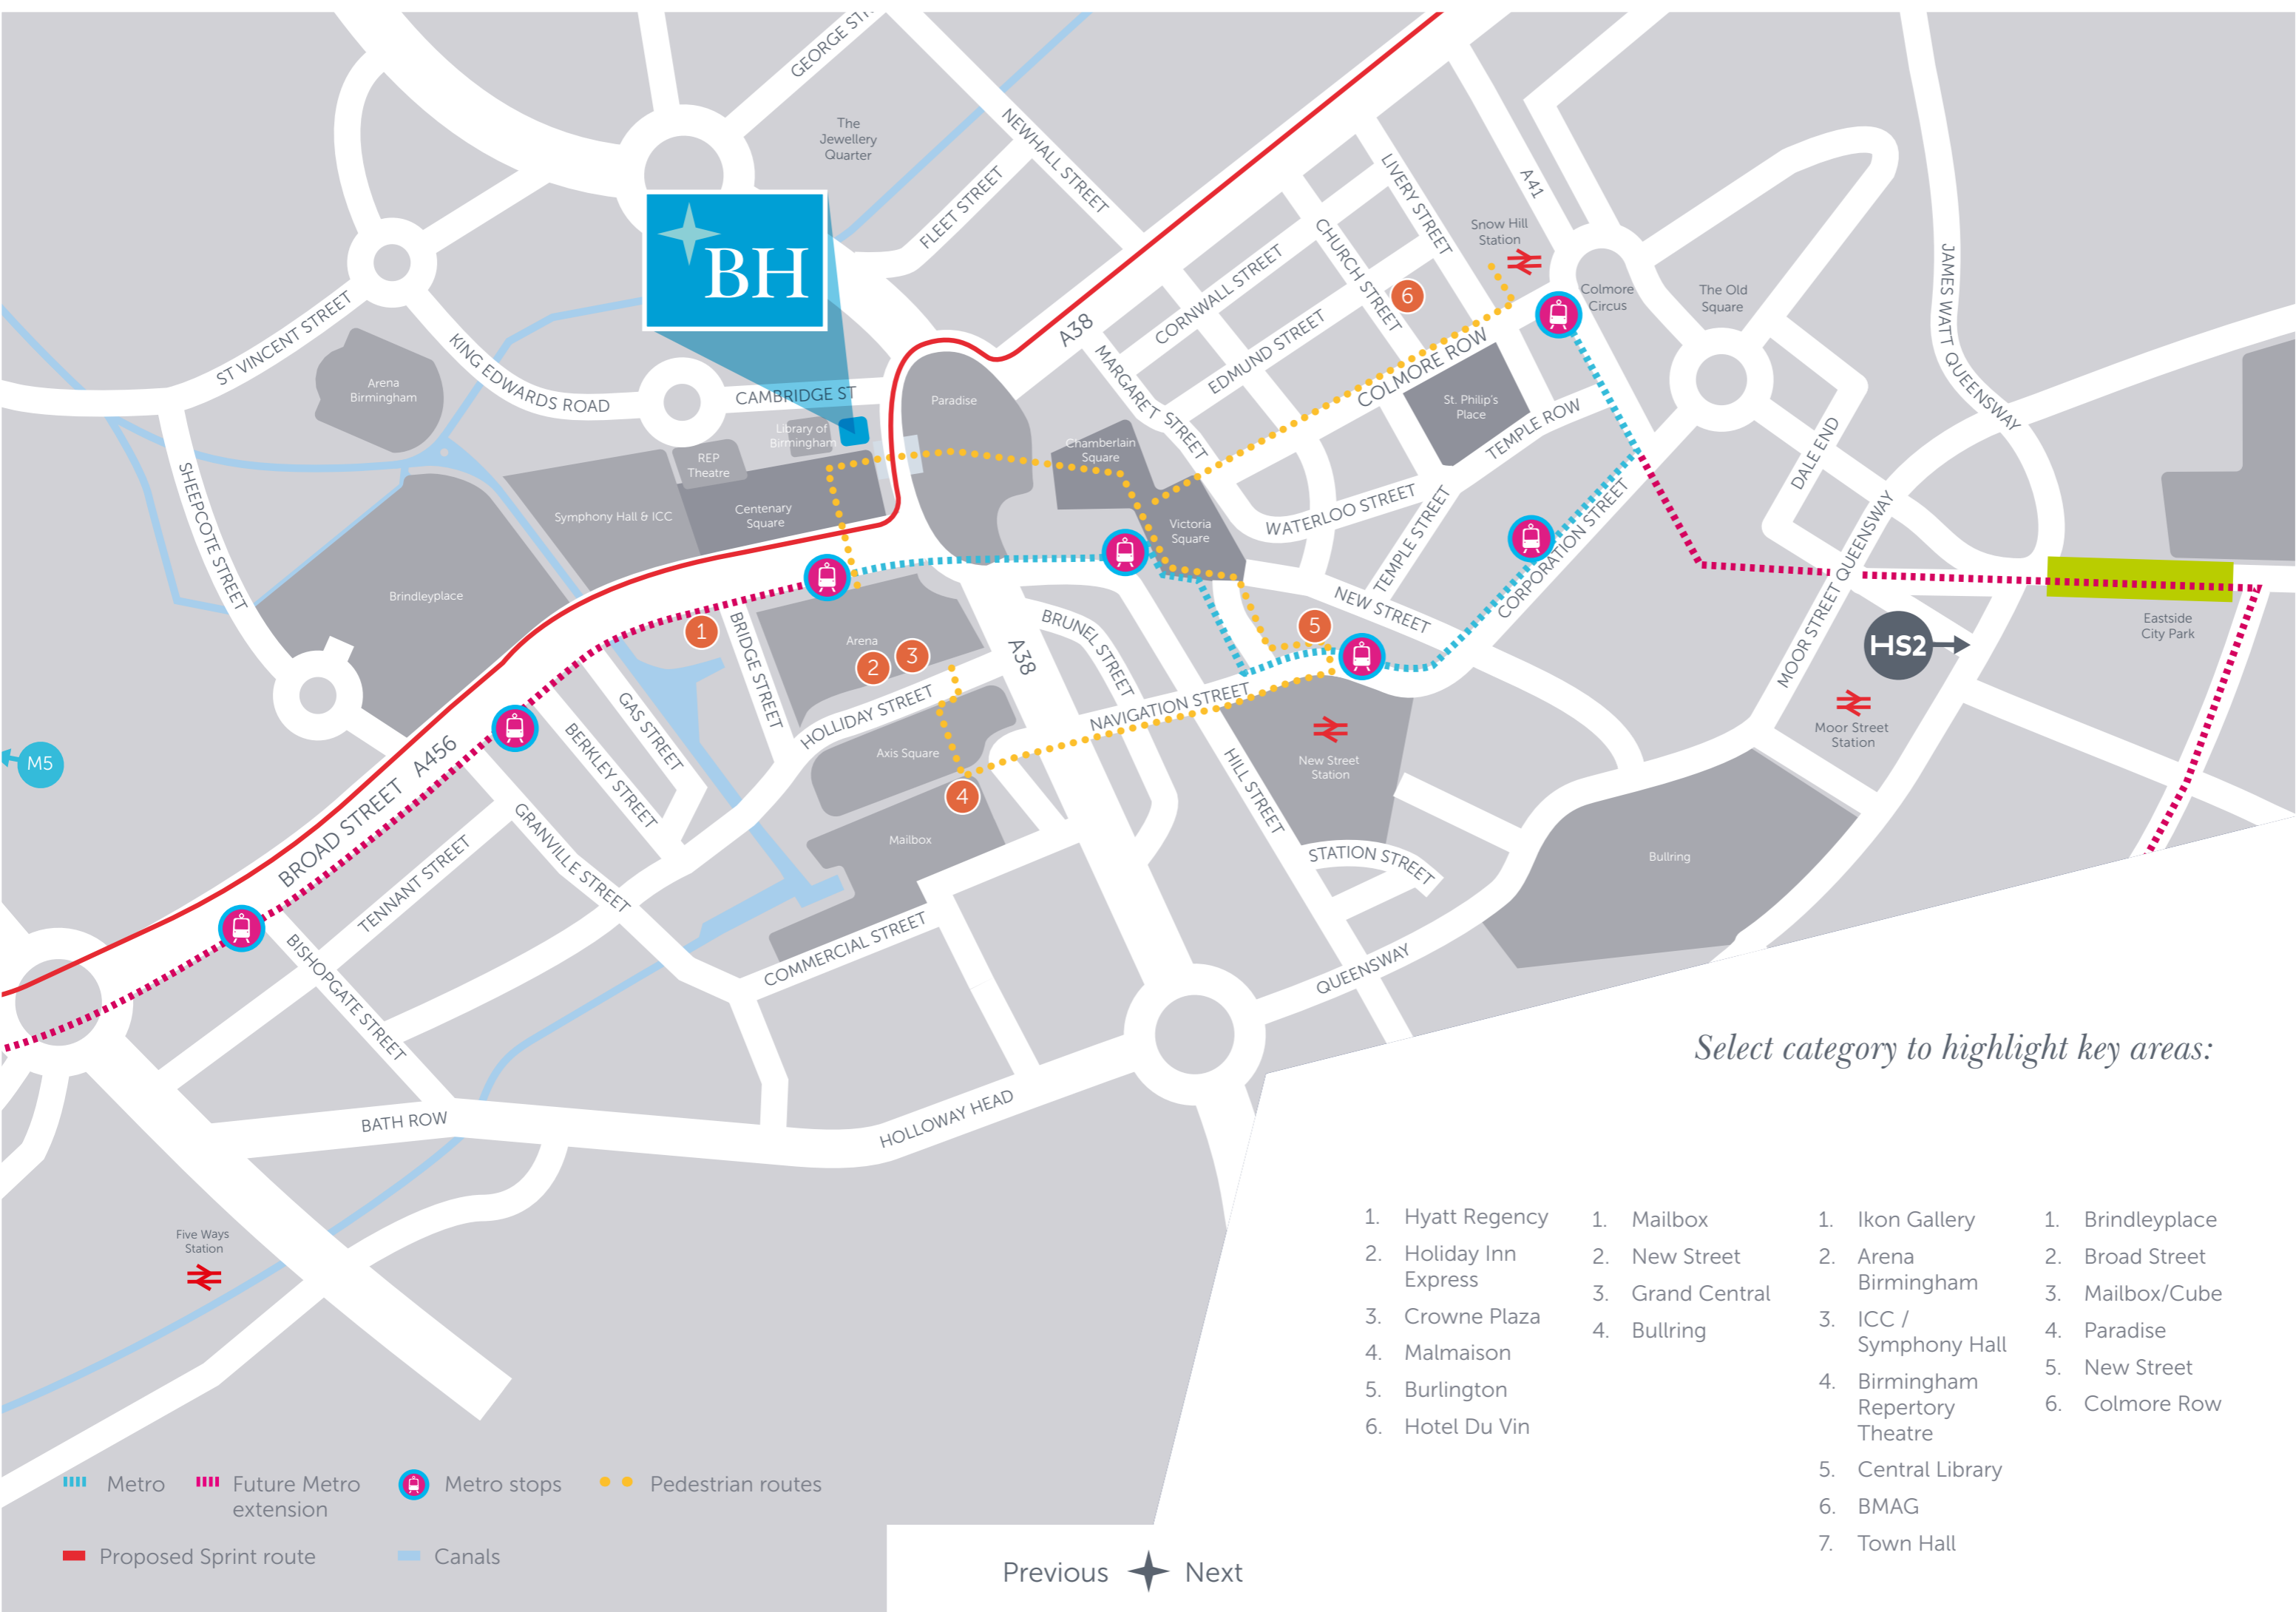 GEORGE STR
The
Jewellery
Quarter
NEWHALL STREET
FLEET STREET
BH
ST VINCENT STREET
KING EDWARDS ROAD
CAMBRIDGE ST
Arena
Birmingham
Library of
Birmingham
REP
Theatre
Paradise
A38
MARGARET STREET
CORNWALL STREET
EDMUND STREET
CHURCH STREET
LIVERY STREET
A41
Snow Hill
Station
6
Colmore
Circus
The Old
Square
JAMES WATT QUEENSWAY
COLMORE ROW
St. Philip's
Place
TEMPLE ROW
DALE END
SHEEPCOTE STREET
Symphony Hall & ICC
Centenary
Square
Chamberlain
Square
Victoria
Square
WATERLOO STREET
TEMPLE STREET
CORPORATION STREET
NEW STREET
MOOR STREET QUEENSWAY
Brindleyplace
1
BRIDGE STREET
Arena
2
3
A38
BRUNEL STREET
5
HS2
Eastside
City Park
Moor Street
Station
M5
BROAD STREET
A456
GAS STREET
BERKLEY STREET
HOLLIDAY STREET
NAVIGATION STREET
Axis Square
4
Mailbox
HILL STREET
New Street
Station
STATION STREET
Bullring
TENNANT STREET
GRANVILLE STREET
COMMERCIAL STREET
BISHOPGATE STREET
QUEENSWAY
BATH ROW
HOLLOWAY HEAD
Five Ways
Station
Select category to highlight key areas:
1. Hyatt Regency
2. Holiday Inn
Express
3. Crowne Plaza
4. Malmaison
5. Burlington
6. Hotel Du Vin
1. Mailbox
2. New Street
3. Grand Central
4. Bullring
1. Ikon Gallery
2. Arena
Birmingham
3. ICC /
Symphony Hall
4. Birmingham
Repertory
Theatre
5. Central Library
6. BMAG
7. Town Hall
1. Brindleyplace
2. Broad Street
3. Mailbox/Cube
4. Paradise
5. New Street
6. Colmore Row
Metro
Future Metro
extension
Metro stops
Pedestrian routes
Proposed Sprint route
Canals
Previous
Next